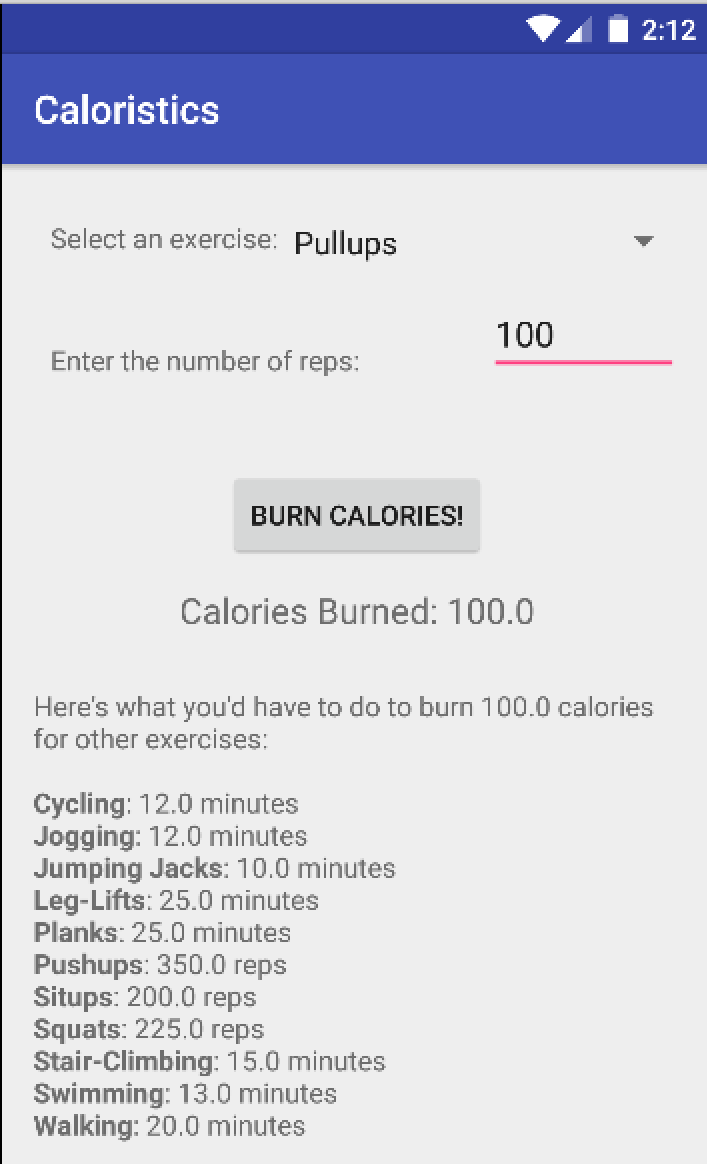 2:12
Caloristics
Select an exercise: Pullups
100
Enter the number of reps:
BURN CALORIES!
Calories Burned: 100.0
Here's what you'd have to do to burn 100.0 calories
for other exercises:
Cycling: 12.0 minutes
Jogging: 12.0 minutes
Jumping Jacks: 10.0 minutes
Leg-Lifts: 25.0 minutes
Planks: 25.0 minutes
Pushups: 350.0 reps
Situps: 200.0 reps
Squats: 225.0 reps
Stair-Climbing: 15.0 minutes
Swimming: 13.0 minutes
Walking: 20.0 minutes